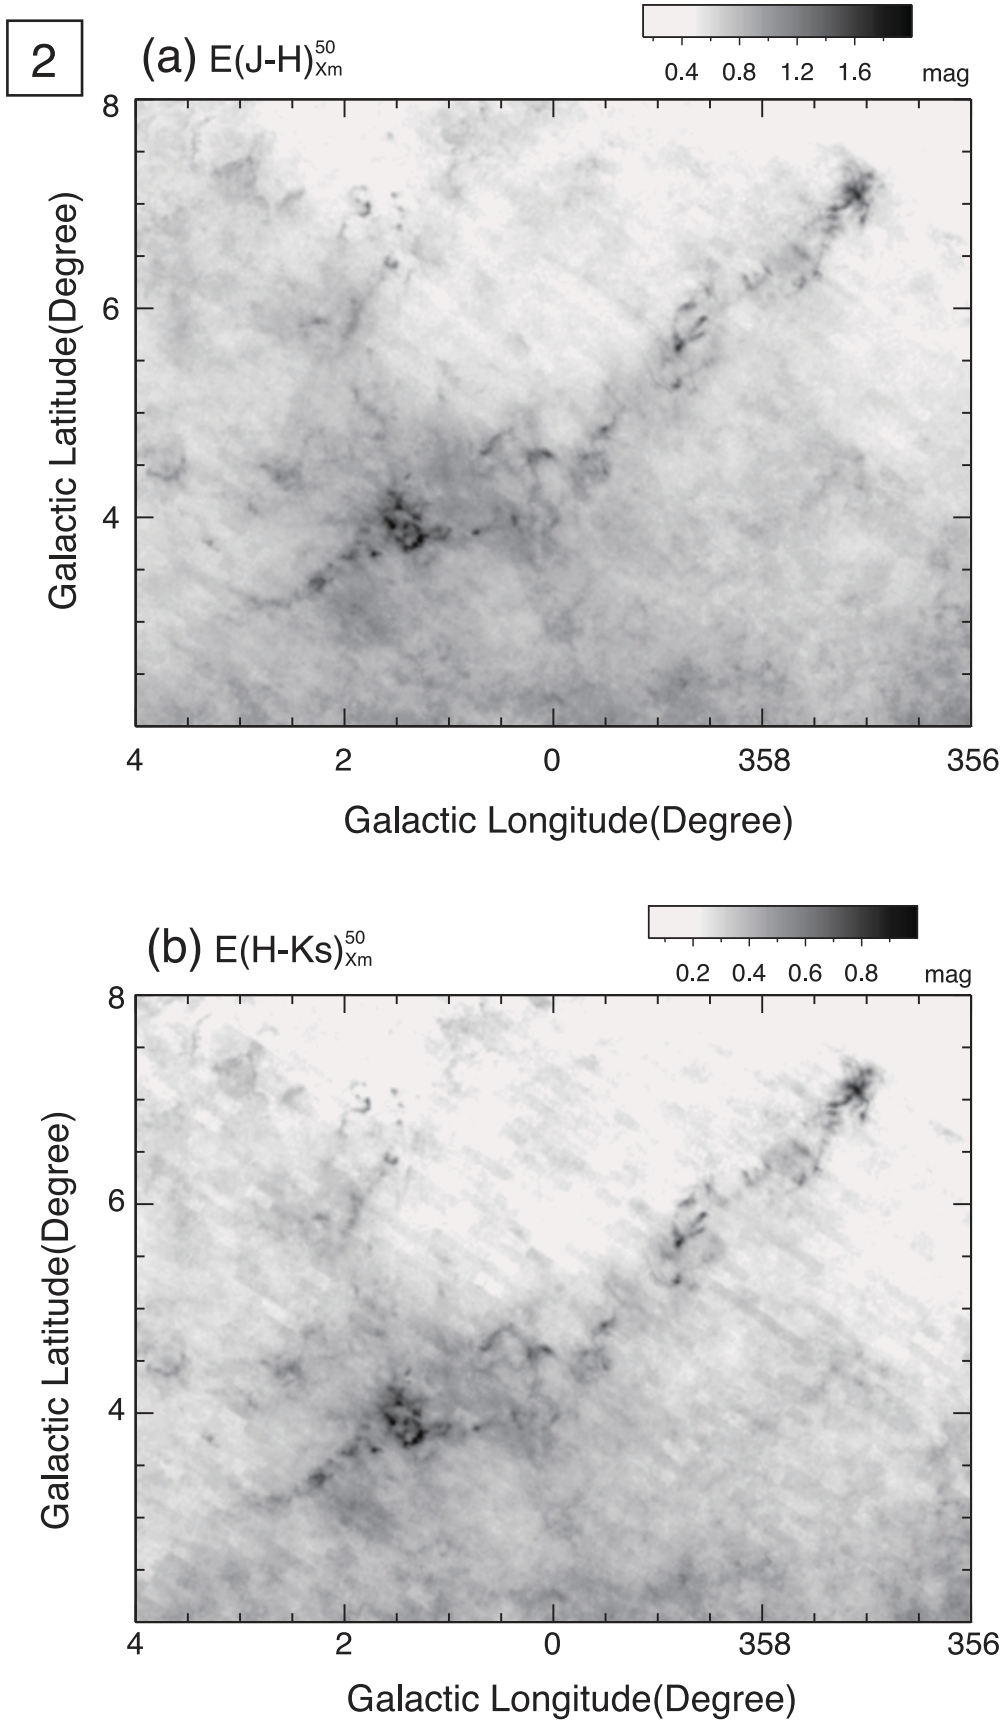 2
(a) E(J-H)50Xm
0.4 0.8 1.2 1.6 mag
8
6
4
Galactic Latitude(Degree)
4 2 0 358 356
Galactic Longitude(Degree)
(b) E(H-Ks)50Xm
0.2 0.4 0.6 0.8 mag
8
6
4
Galactic Latitude(Degree)
4 2 0 358 356
Galactic Longitude(Degree)